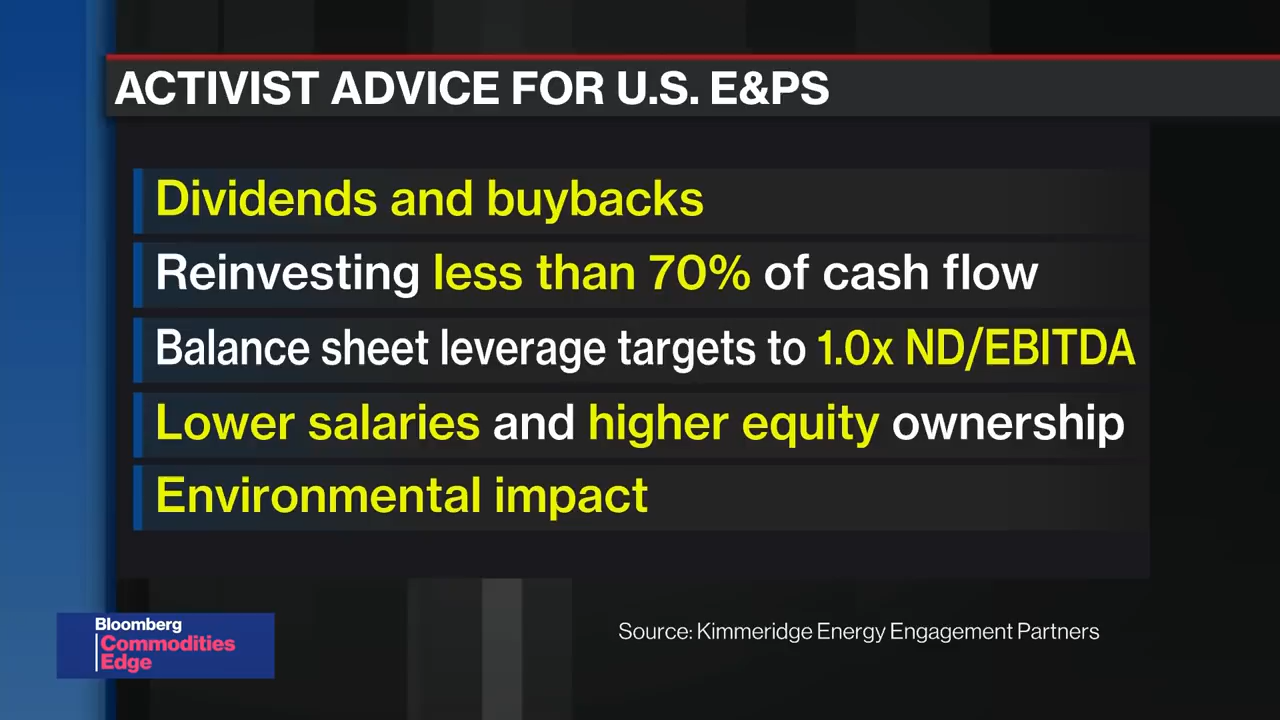 ACTIVIST ADVICE FOR U.S. E&PS
Dividends and buybacks
Reinvesting less than 70% of cash flow
Balance sheet leverage targets to 1.0x ND/EBITDA
Lower salaries and higher equity ownership
Environmental impact
Source: Kimmeridge Energy Engagement Partners
Bloomberg
Commodities
Edge